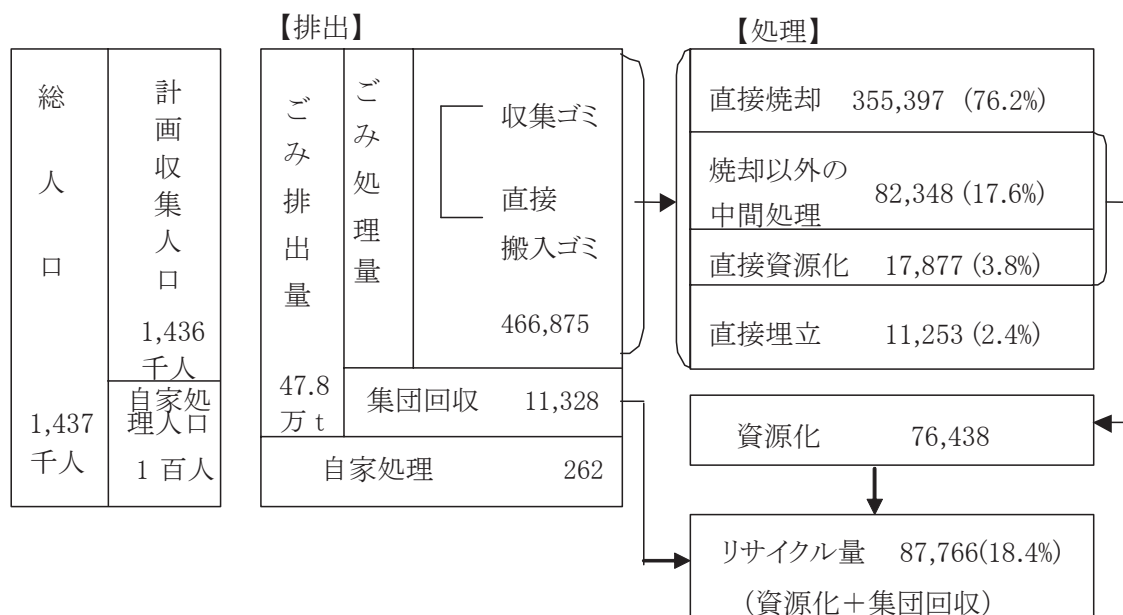 【排出】
【処理】
総人口
1,437
千人
計画収集人口
1,436
千人
自家処
理人口
1 百人
ごみ排出量
47.8
万 t
ごみ処理量
収集ゴミ
直接
搬入ゴミ
466,875
集団回収 11,328
自家処理 262
直接焼却 355,397 (76.2%)
焼却以外の
中間処理 82,348 (17.6%)
直接資源化 17,877 (3.8%)
直接埋立 11,253 (2.4%)
資源化 76,438
リサイクル量 87,766(18.4%)
（資源化＋集団回収）